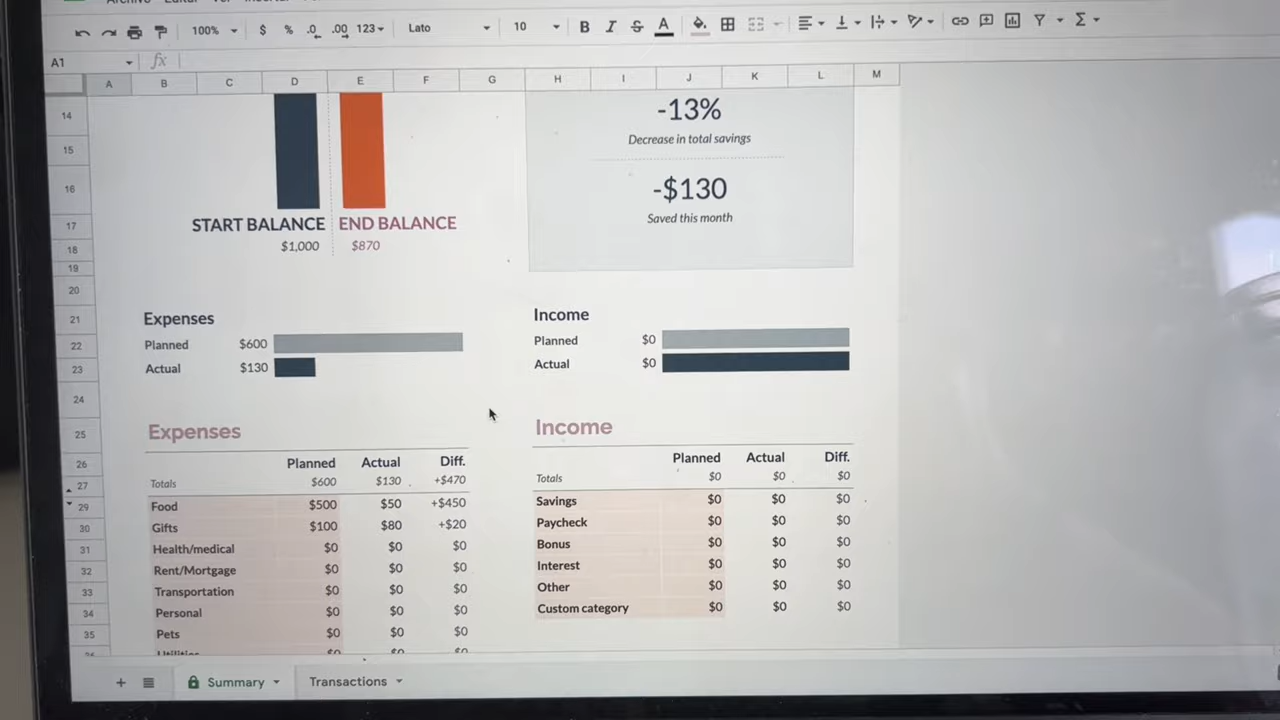 100% $ % .0 .00 123 Lato 10 B I S A
A1 fx
A B C D E F G H I J K L M
14 -13%
15 Decrease in total savings
16 -$130
17 START BALANCE END BALANCE Saved this month
18 $1,000 $870
19
20
21 Expenses Income
22 Planned $600 Planned $0
23 Actual $130 Actual $0
24
25 Expenses Income
26 Planned Actual Diff. Planned Actual Diff.
27 Totals $600 $130 +$470 Totals $0 $0 $0
29 Food $500 $50 +$450 Savings $0 $0 $0
30 Gifts $100 $80 +$20 Paycheck $0 $0 $0
31 Health/medical $0 $0 $0 Bonus $0 $0 $0
32 Rent/Mortgage $0 $0 $0 Interest $0 $0 $0
33 Transportation $0 $0 $0 Other $0 $0 $0
34 Personal $0 $0 $0 Custom category $0 $0 $0
35 Pets $0 $0 $0
Summary Transactions